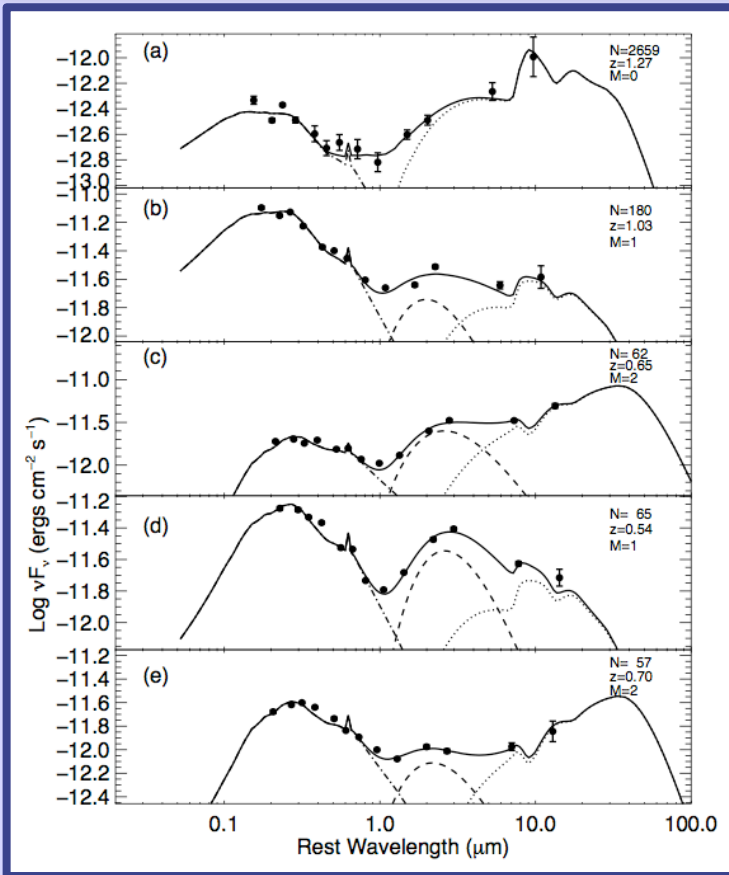 (a)
N=2659
z=1.27
M=0
−12.0
−12.2
−12.4
−12.6
−12.8
−13.0
(b)
N=180
z=1.03
M=1
−11.0
−11.2
−11.4
−11.6
−11.8
−12.0
(c)
N= 62
z=0.65
M=2
−11.0
−11.5
−12.0
(d)
N= 65
z=0.54
M=1
−11.2
−11.4
−11.6
−11.8
−12.0
(e)
N= 57
z=0.70
M=2
−11.2
−11.4
−11.6
−11.8
−12.0
−12.2
−12.4
Log νFν (ergs cm−2 s−1)
0.1 1.0 10.0 100.0
Rest Wavelength (μm)